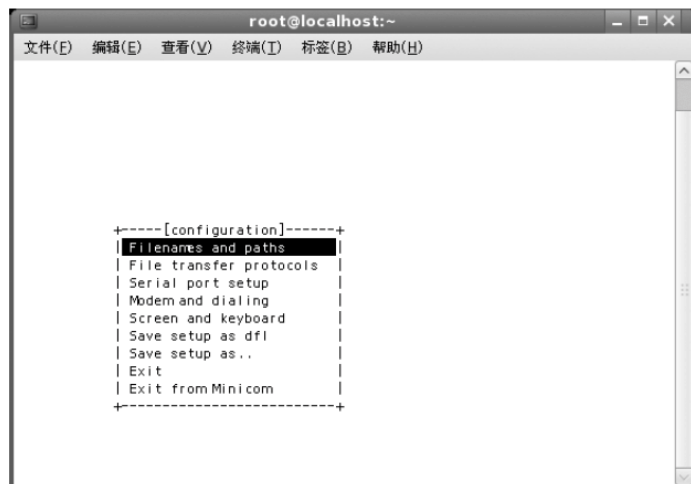 root@localhost:~
文件(F) 编辑(E) 查看(V) 终端(T) 标签(B) 帮助(H)
+-----[configuration]------+
| Filenames and paths |
| File transfer protocols |
| Serial port setup |
| Modem and dialing |
| Screen and keyboard |
| Save setup as dfl |
| Save setup as.. |
| Exit |
| Exit from Minicom |
+--------------------------+